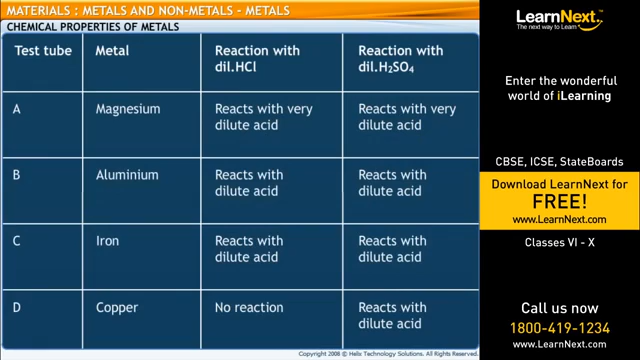 MATERIALS : METALS AND NON-METALS - METALS
CHEMICAL PROPERTIES OF METALS
Test tube Metal Reaction with Reaction with
dil.HCl dil.H₂SO₄
A Magnesium Reacts with very Reacts with very
dilute acid dilute acid
B Aluminium Reacts with Reacts with
dilute acid dilute acid
C Iron Reacts with Reacts with
dilute acid dilute acid
D Copper No reaction Reacts with
dilute acid
Copyright 2008 © Helix Technology Solutions. All Rights Reserved.
LearnNext
The next way to Learn
Enter the wonderful
world of iLearning
CBSE, ICSE, StateBoards
Download LearnNext for
FREE!
www.LearnNext.com
Classes VI - X
Call us now
1800-419-1234
www.LearnNext.com